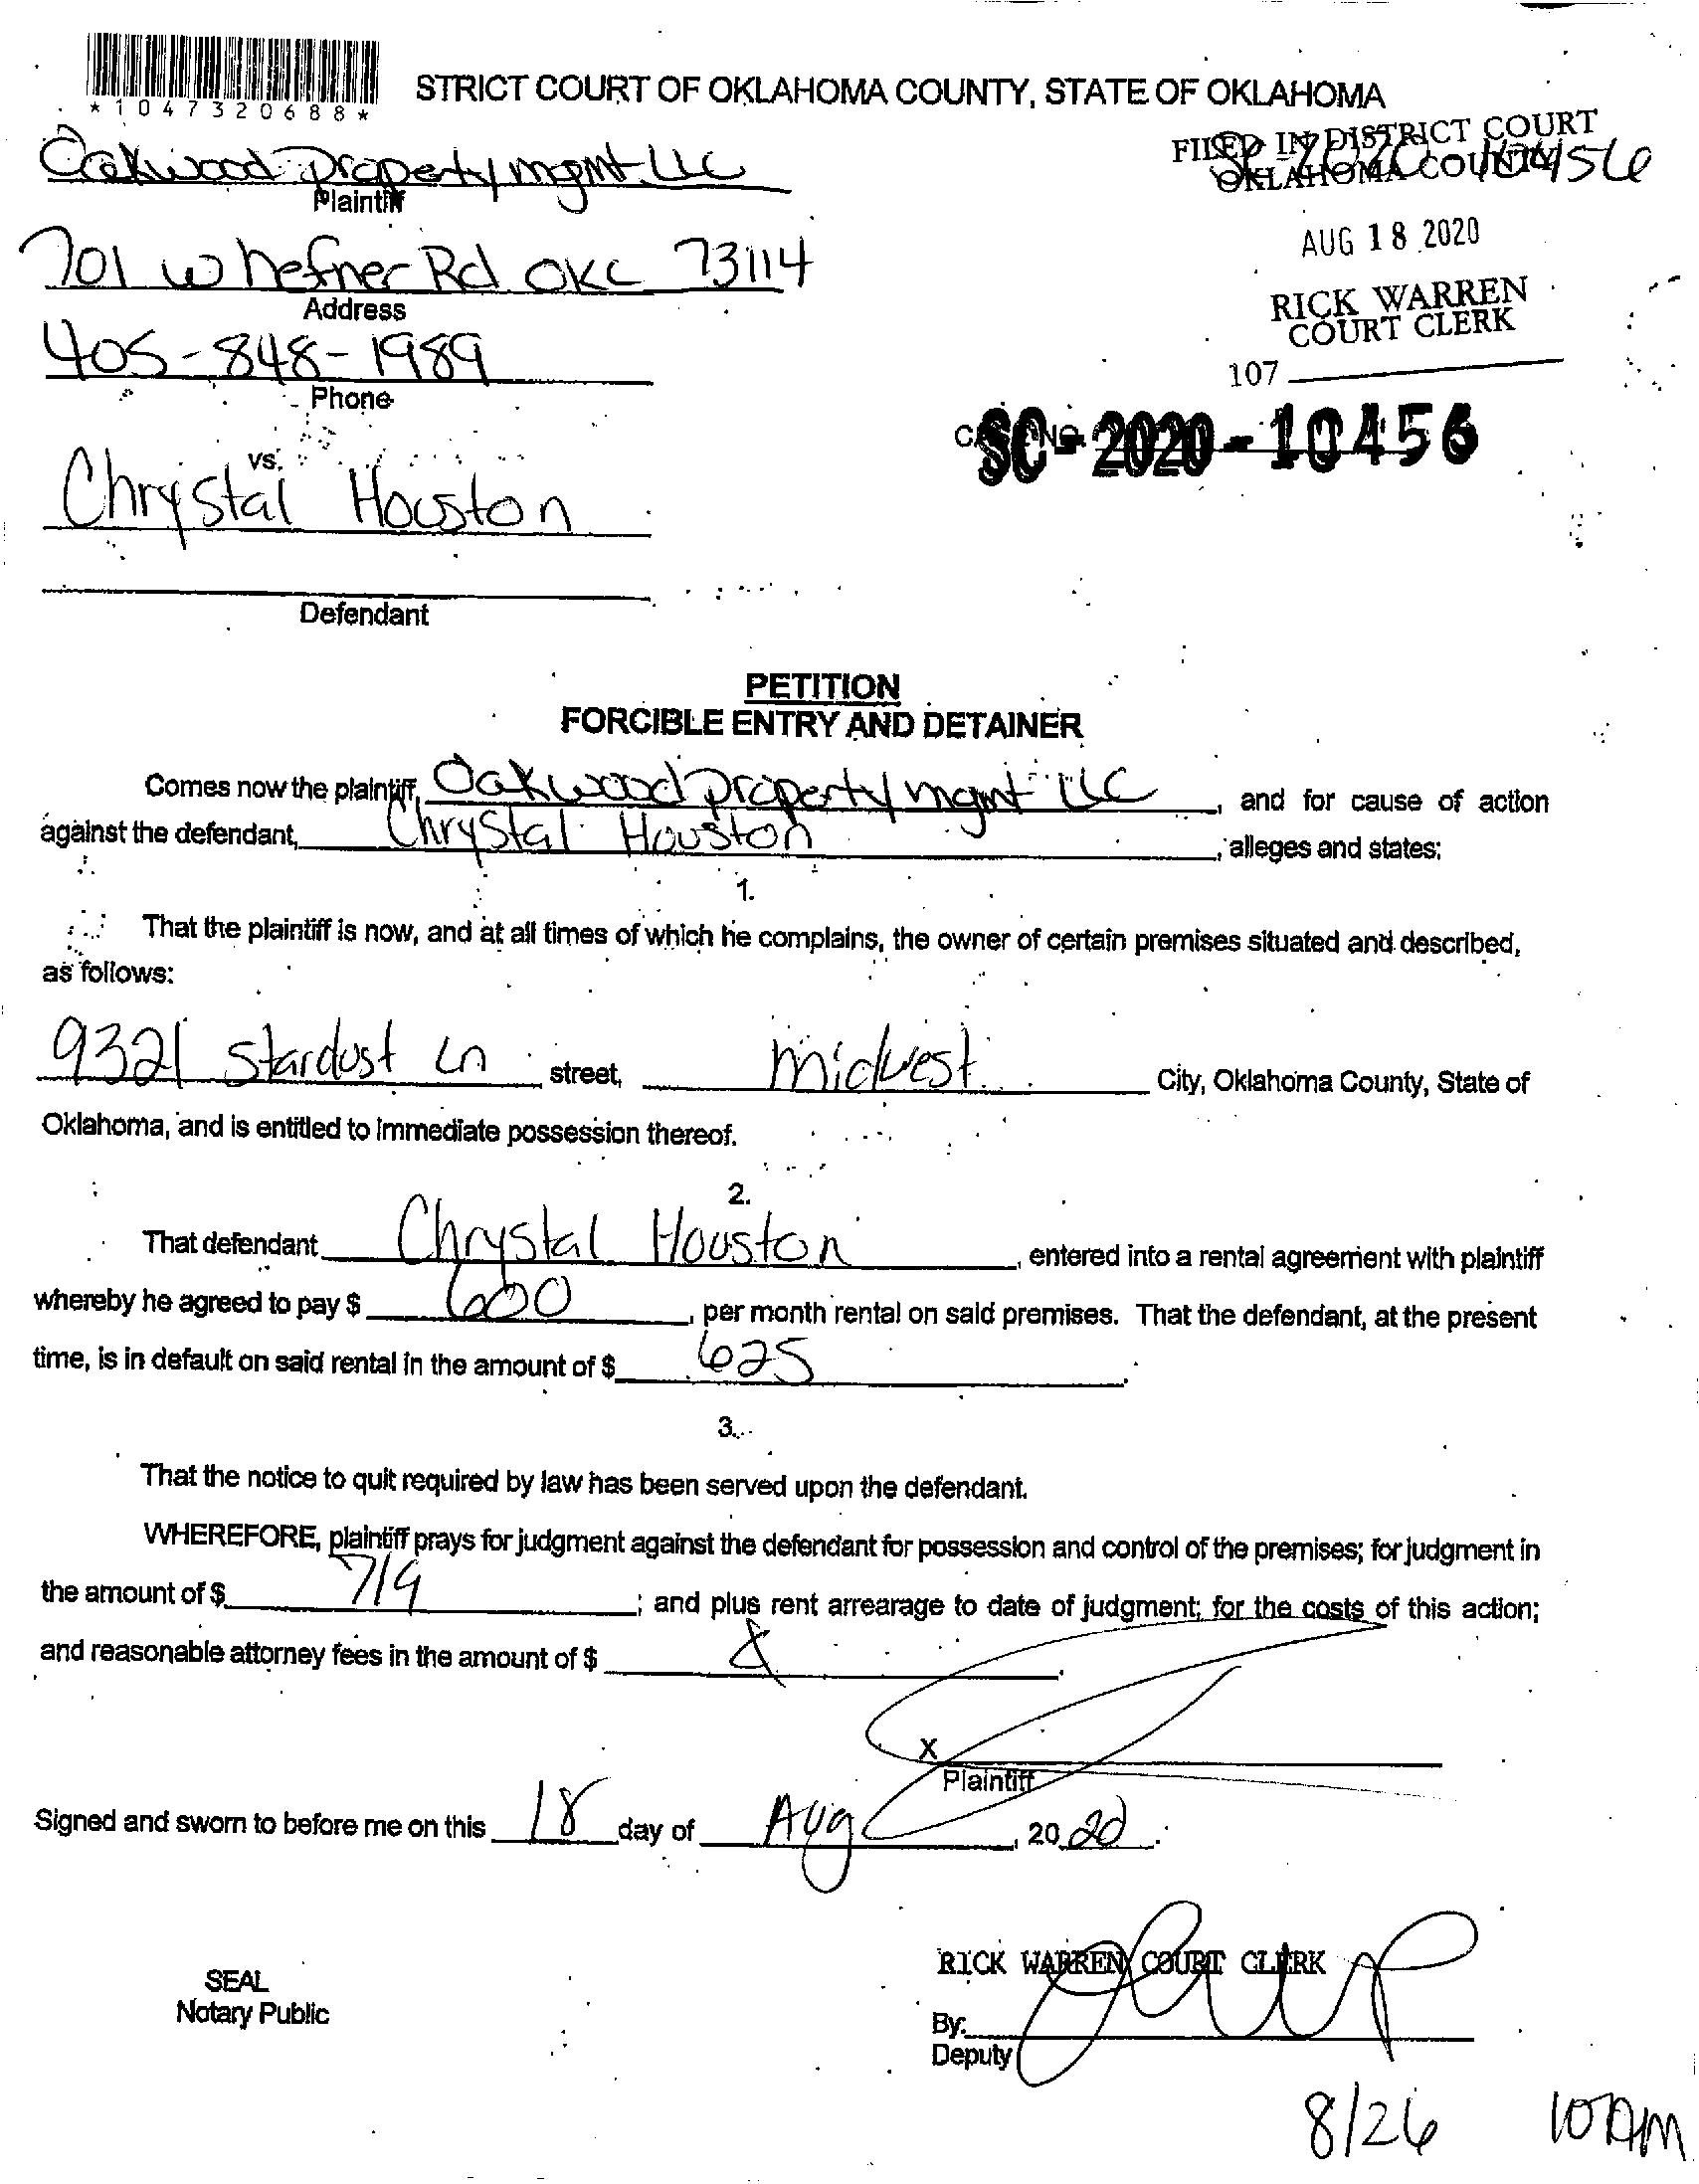 *1047320688*
STRICT COURT OF OKLAHOMA COUNTY, STATE OF OKLAHOMA
FILED IN DISTRICT COURT
OKLAHOMA COUNTY
Oakwood property mgmt LLC
Plaintiff
AUG 18 2020
701 W hefner Rd OKC 73114
Address
RICK WARREN
COURT CLERK
405-848-1989
Phone
107
SC-2020-10456
vs.
Chrystal Houston
Defendant
PETITION
FORCIBLE ENTRY AND DETAINER
Comes now the plaintiff, Oakwood property mgmt LLC, and for cause of action
against the defendant, Chrystal Houston, alleges and states:
1.
That the plaintiff is now, and at all times of which he complains, the owner of certain premises situated and described,
as follows:
9321 Stardust Ln street, Midwest City, Oklahoma County, State of
Oklahoma, and is entitled to immediate possession thereof.
2.
That defendant Chrystal Houston, entered into a rental agreement with plaintiff
whereby he agreed to pay $ 600, per month rental on said premises. That the defendant, at the present
time, is in default on said rental in the amount of $ 625.
3.
That the notice to quit required by law has been served upon the defendant.
WHEREFORE, plaintiff prays for judgment against the defendant for possession and control of the premises; for judgment in
the amount of $ 719; and plus rent arrearage to date of judgment; for the costs of this action;
and reasonable attorney fees in the amount of $
X
Plaintiff
Signed and sworn to before me on this 18 day of Aug, 2020.
RICK WARREN COURT CLERK
SEAL
Notary Public
By:
Deputy
8/26 10 AM